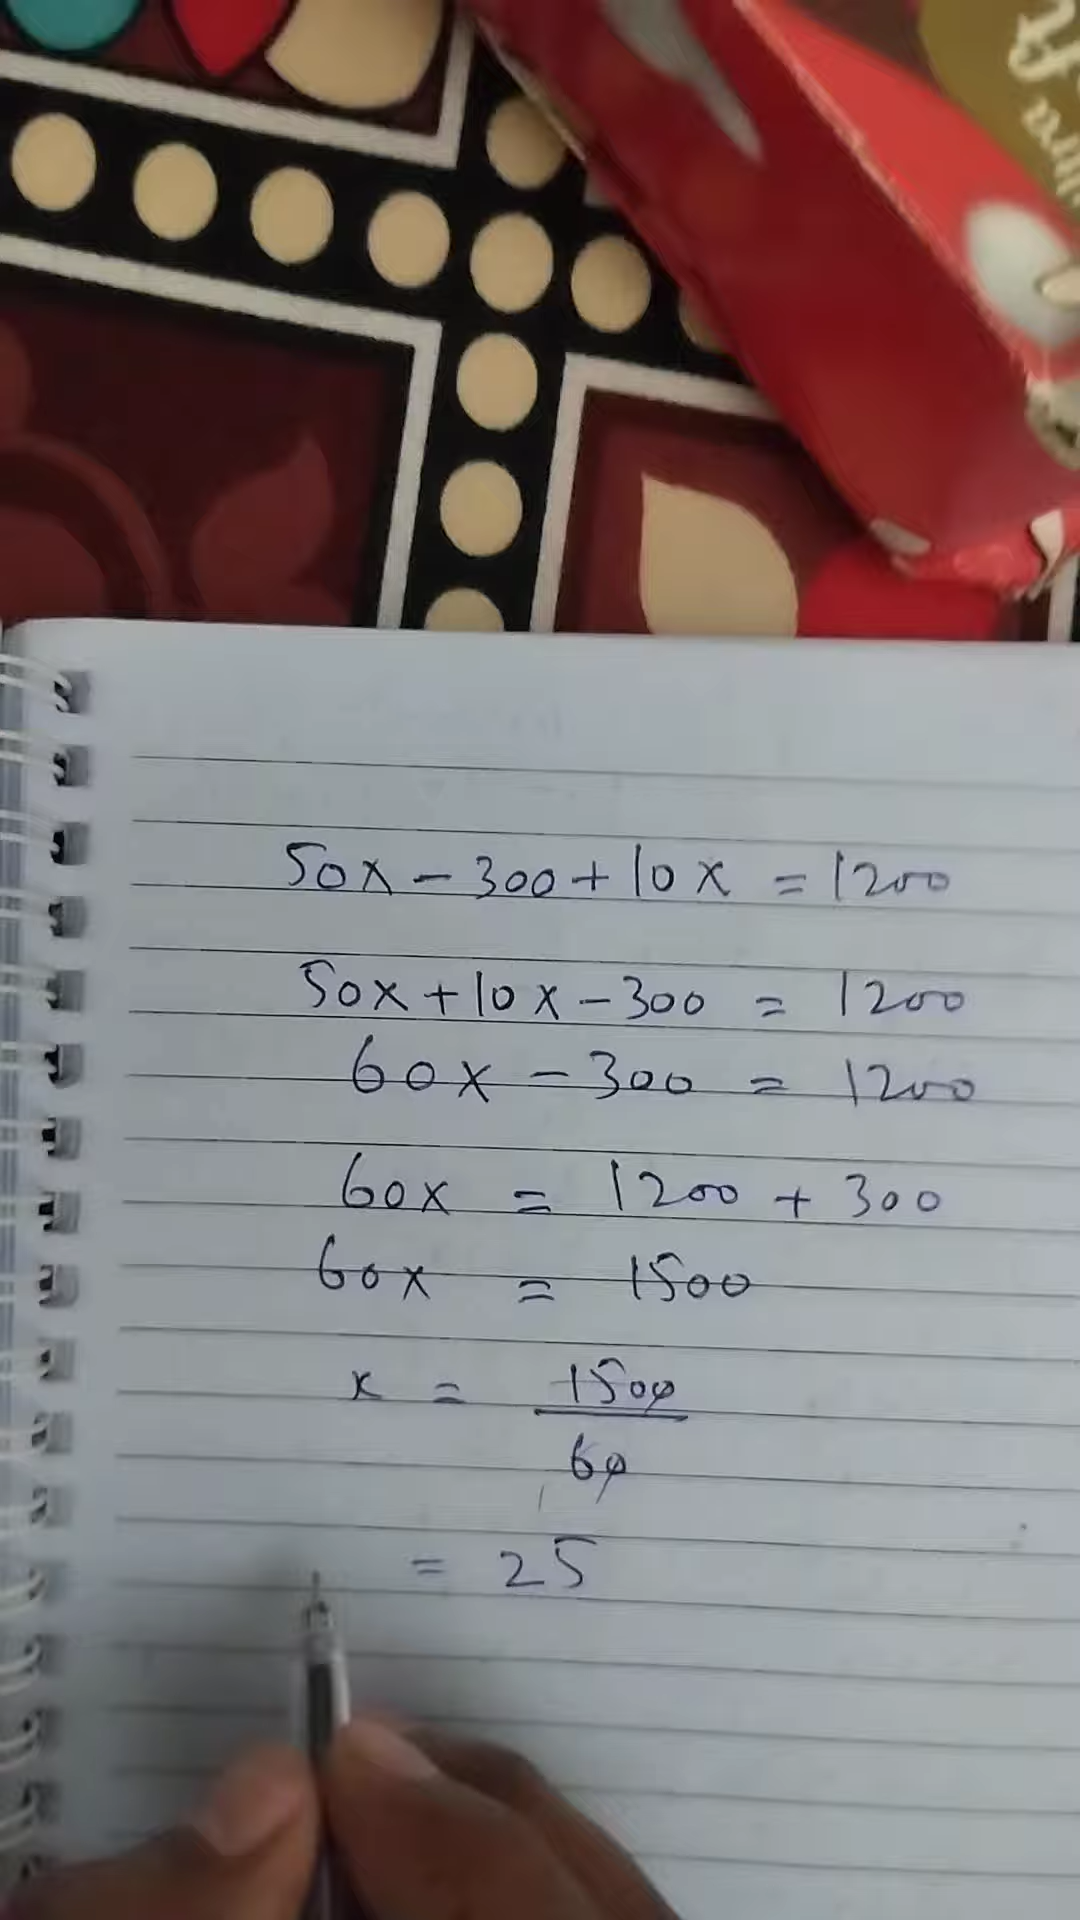 50x - 300 + 10x = 1200
50x + 10x - 300 = 1200
60x - 300 = 1200
60x = 1200 + 300
60x = 1500
x = 1500
60
= 25